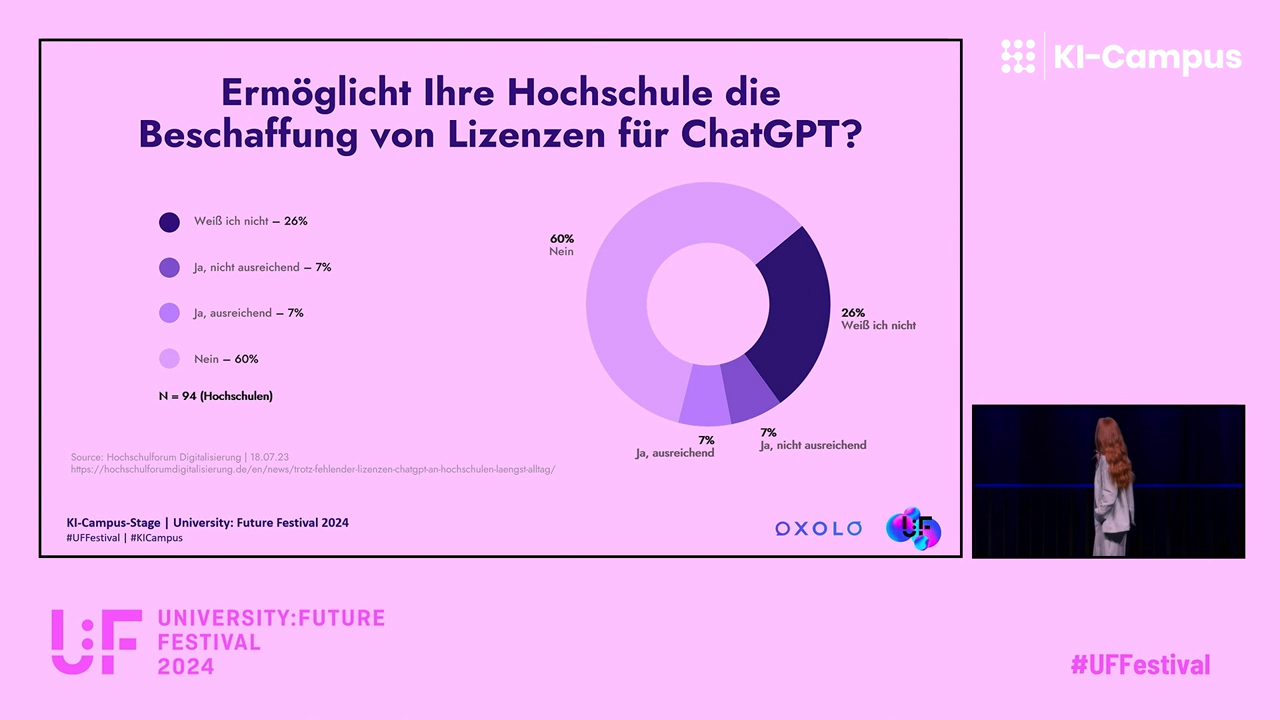 KI-Campus
Ermöglicht Ihre Hochschule die
Beschaffung von Lizenzen für ChatGPT?
Weiß ich nicht – 26%
Ja, nicht ausreichend – 7%
Ja, ausreichend – 7%
Nein – 60%
N = 94 (Hochschulen)
60%
Nein
26%
Weiß ich nicht
7%
Ja, nicht ausreichend
7%
Ja, ausreichend
Source: Hochschulforum Digitalisierung | 18.07.23
https://hochschulforumdigitalisierung.de/en/news/trotz-fehlender-lizenzen-chatgpt-an-hochschulen-laengst-alltag/
KI-Campus-Stage | University: Future Festival 2024
#UFFestival | #KICampus
OXOLO
U:F
U:F
UNIVERSITY:FUTURE
FESTIVAL
2024
#UFFestival